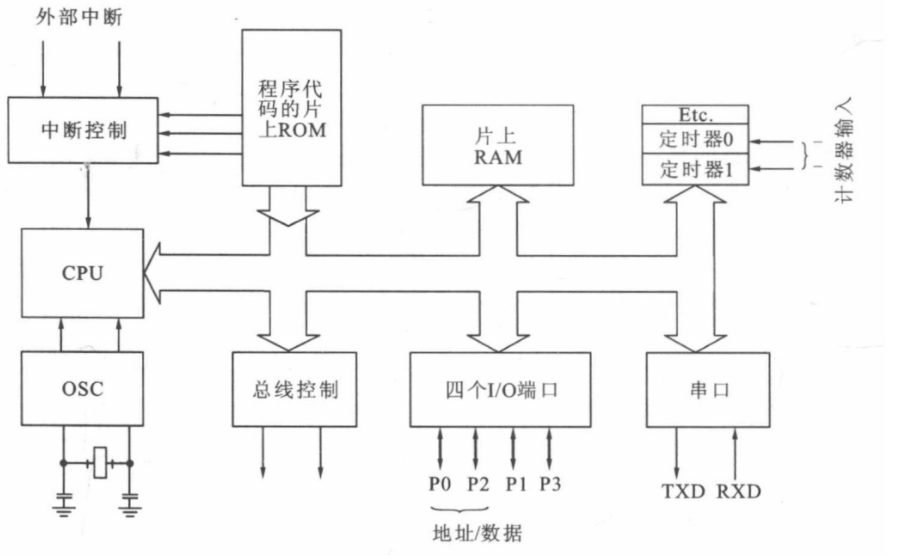 外部中断
中断控制
程序代
码的片
上ROM
片上
RAM
Etc.
定时器0
定时器1
计数器输入
CPU
OSC
总线控制
四个I/O端口
串口
P0 P2 P1 P3
TXD RXD
地址/数据